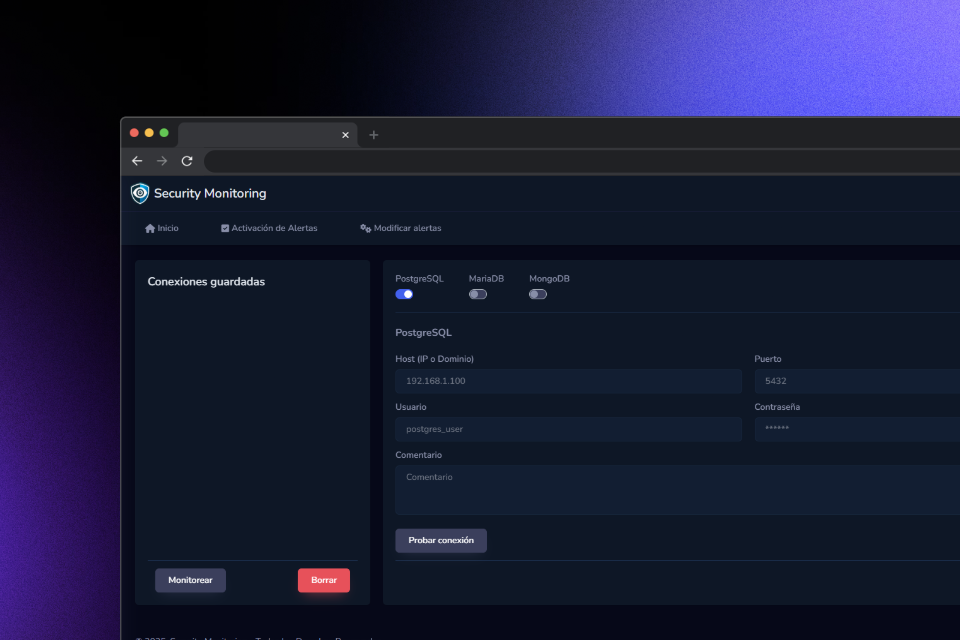 Security Monitoring
Inicio Activación de Alertas Modificar alertas
Conexiones guardadas
PostgreSQL MariaDB MongoDB
PostgreSQL
Host (IP o Dominio) Puerto
192.168.1.100 5432
Usuario Contraseña
postgres_user ******
Comentario
Comentario
Probar conexión
Monitorear Borrar